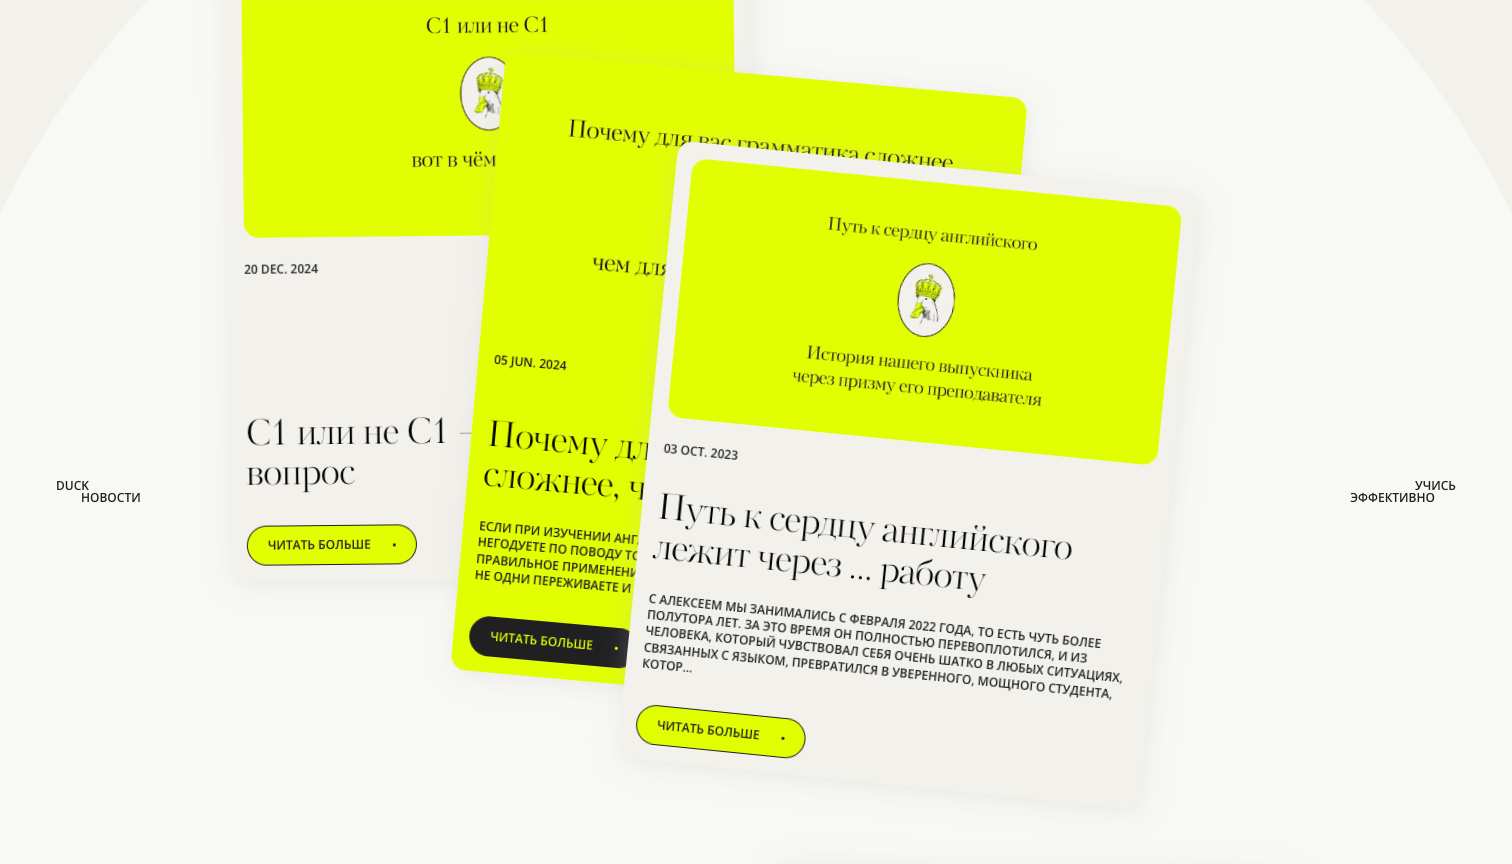 С1 или не С1
вот в чём
20 DEC. 2024
С1 или не С1 –
вопрос
ЧИТАТЬ БОЛЬШЕ
Почему для вас грамматика сложнее
чем для
05 JUN. 2024
Почему
сложнее,
ЕСЛИ ПРИ ИЗУЧЕНИИ
НЕГОДУЕТЕ ПО ПОВОДУ
ПРАВИЛЬНОЕ
НЕ ОДНИ ПЕРЕЖИВАЕТЕ И
ЧИТАТЬ БОЛЬШЕ
Путь к сердцу английского
История нашего выпускника
через призму его преподавателя
03 OCT. 2023
Путь к сердцу английского
лежит через ... работу
С АЛЕКСЕЕМ МЫ ЗАНИМАЛИСЬ С ФЕВРАЛЯ 2022 ГОДА, ТО ЕСТЬ ЧУТЬ БОЛЕЕ
ПОЛУТОРА ЛЕТ. ЗА ЭТО ВРЕМЯ ОН ПОЛНОСТЬЮ ПЕРЕВОПЛОТИЛСЯ, И ИЗ
ЧЕЛОВЕКА, КОТОРЫЙ ЧУВСТВОВАЛ СЕБЯ ОЧЕНЬ ШАТКО В ЛЮБЫХ СИТУАЦИЯХ,
СВЯЗАННЫХ С ЯЗЫКОМ, ПРЕВРАТИЛСЯ В УВЕРЕННОГО, МОЩНОГО СТУДЕНТА,
КОТОР...
ЧИТАТЬ БОЛЬШЕ
DUCK
НОВОСТИ
УЧИСЬ
ЭФФЕКТИВНО